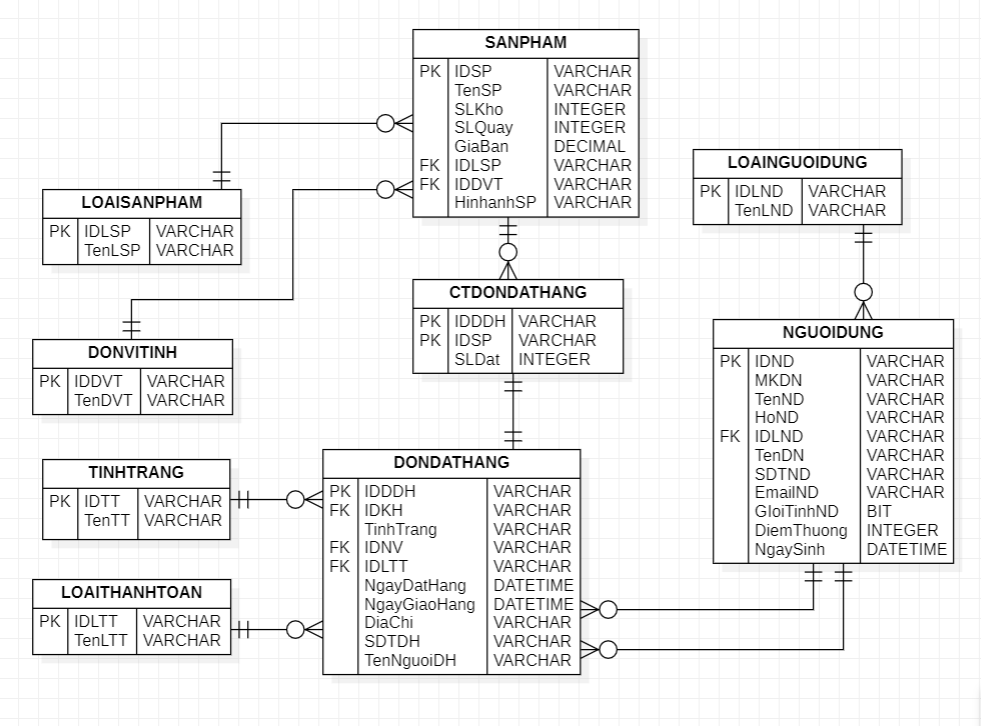 SANPHAM
PK IDSP VARCHAR
TenSP VARCHAR
SLKho INTEGER
SLQuay INTEGER
GiaBan DECIMAL
FK IDLSP VARCHAR
FK IDDVT VARCHAR
HinhanhSP VARCHAR
LOAINGUOIDUNG
PK IDLND VARCHAR
TenLND VARCHAR
LOAISANPHAM
PK IDLSP VARCHAR
TenLSP VARCHAR
CTDONDATHANG
PK IDDDH VARCHAR
PK IDSP VARCHAR
SLDat INTEGER
NGUOIDUNG
PK IDND VARCHAR
MKDN VARCHAR
TenND VARCHAR
HoND VARCHAR
FK IDLND VARCHAR
TenDN VARCHAR
SDTND VARCHAR
EmailND VARCHAR
GIoiTinhND BIT
DiemThuong INTEGER
NgaySinh DATETIME
DONVITINH
PK IDDVT VARCHAR
TenDVT VARCHAR
TINHTRANG
PK IDTT VARCHAR
TenTT VARCHAR
DONDATHANG
PK IDDDH VARCHAR
FK IDKH VARCHAR
TinhTrang VARCHAR
FK IDNV VARCHAR
FK IDLTT VARCHAR
NgayDatHang DATETIME
NgayGiaoHang DATETIME
DiaChi VARCHAR
SDTDH VARCHAR
TenNguoiDH VARCHAR
LOAITHANHTOAN
PK IDLTT VARCHAR
TenLTT VARCHAR